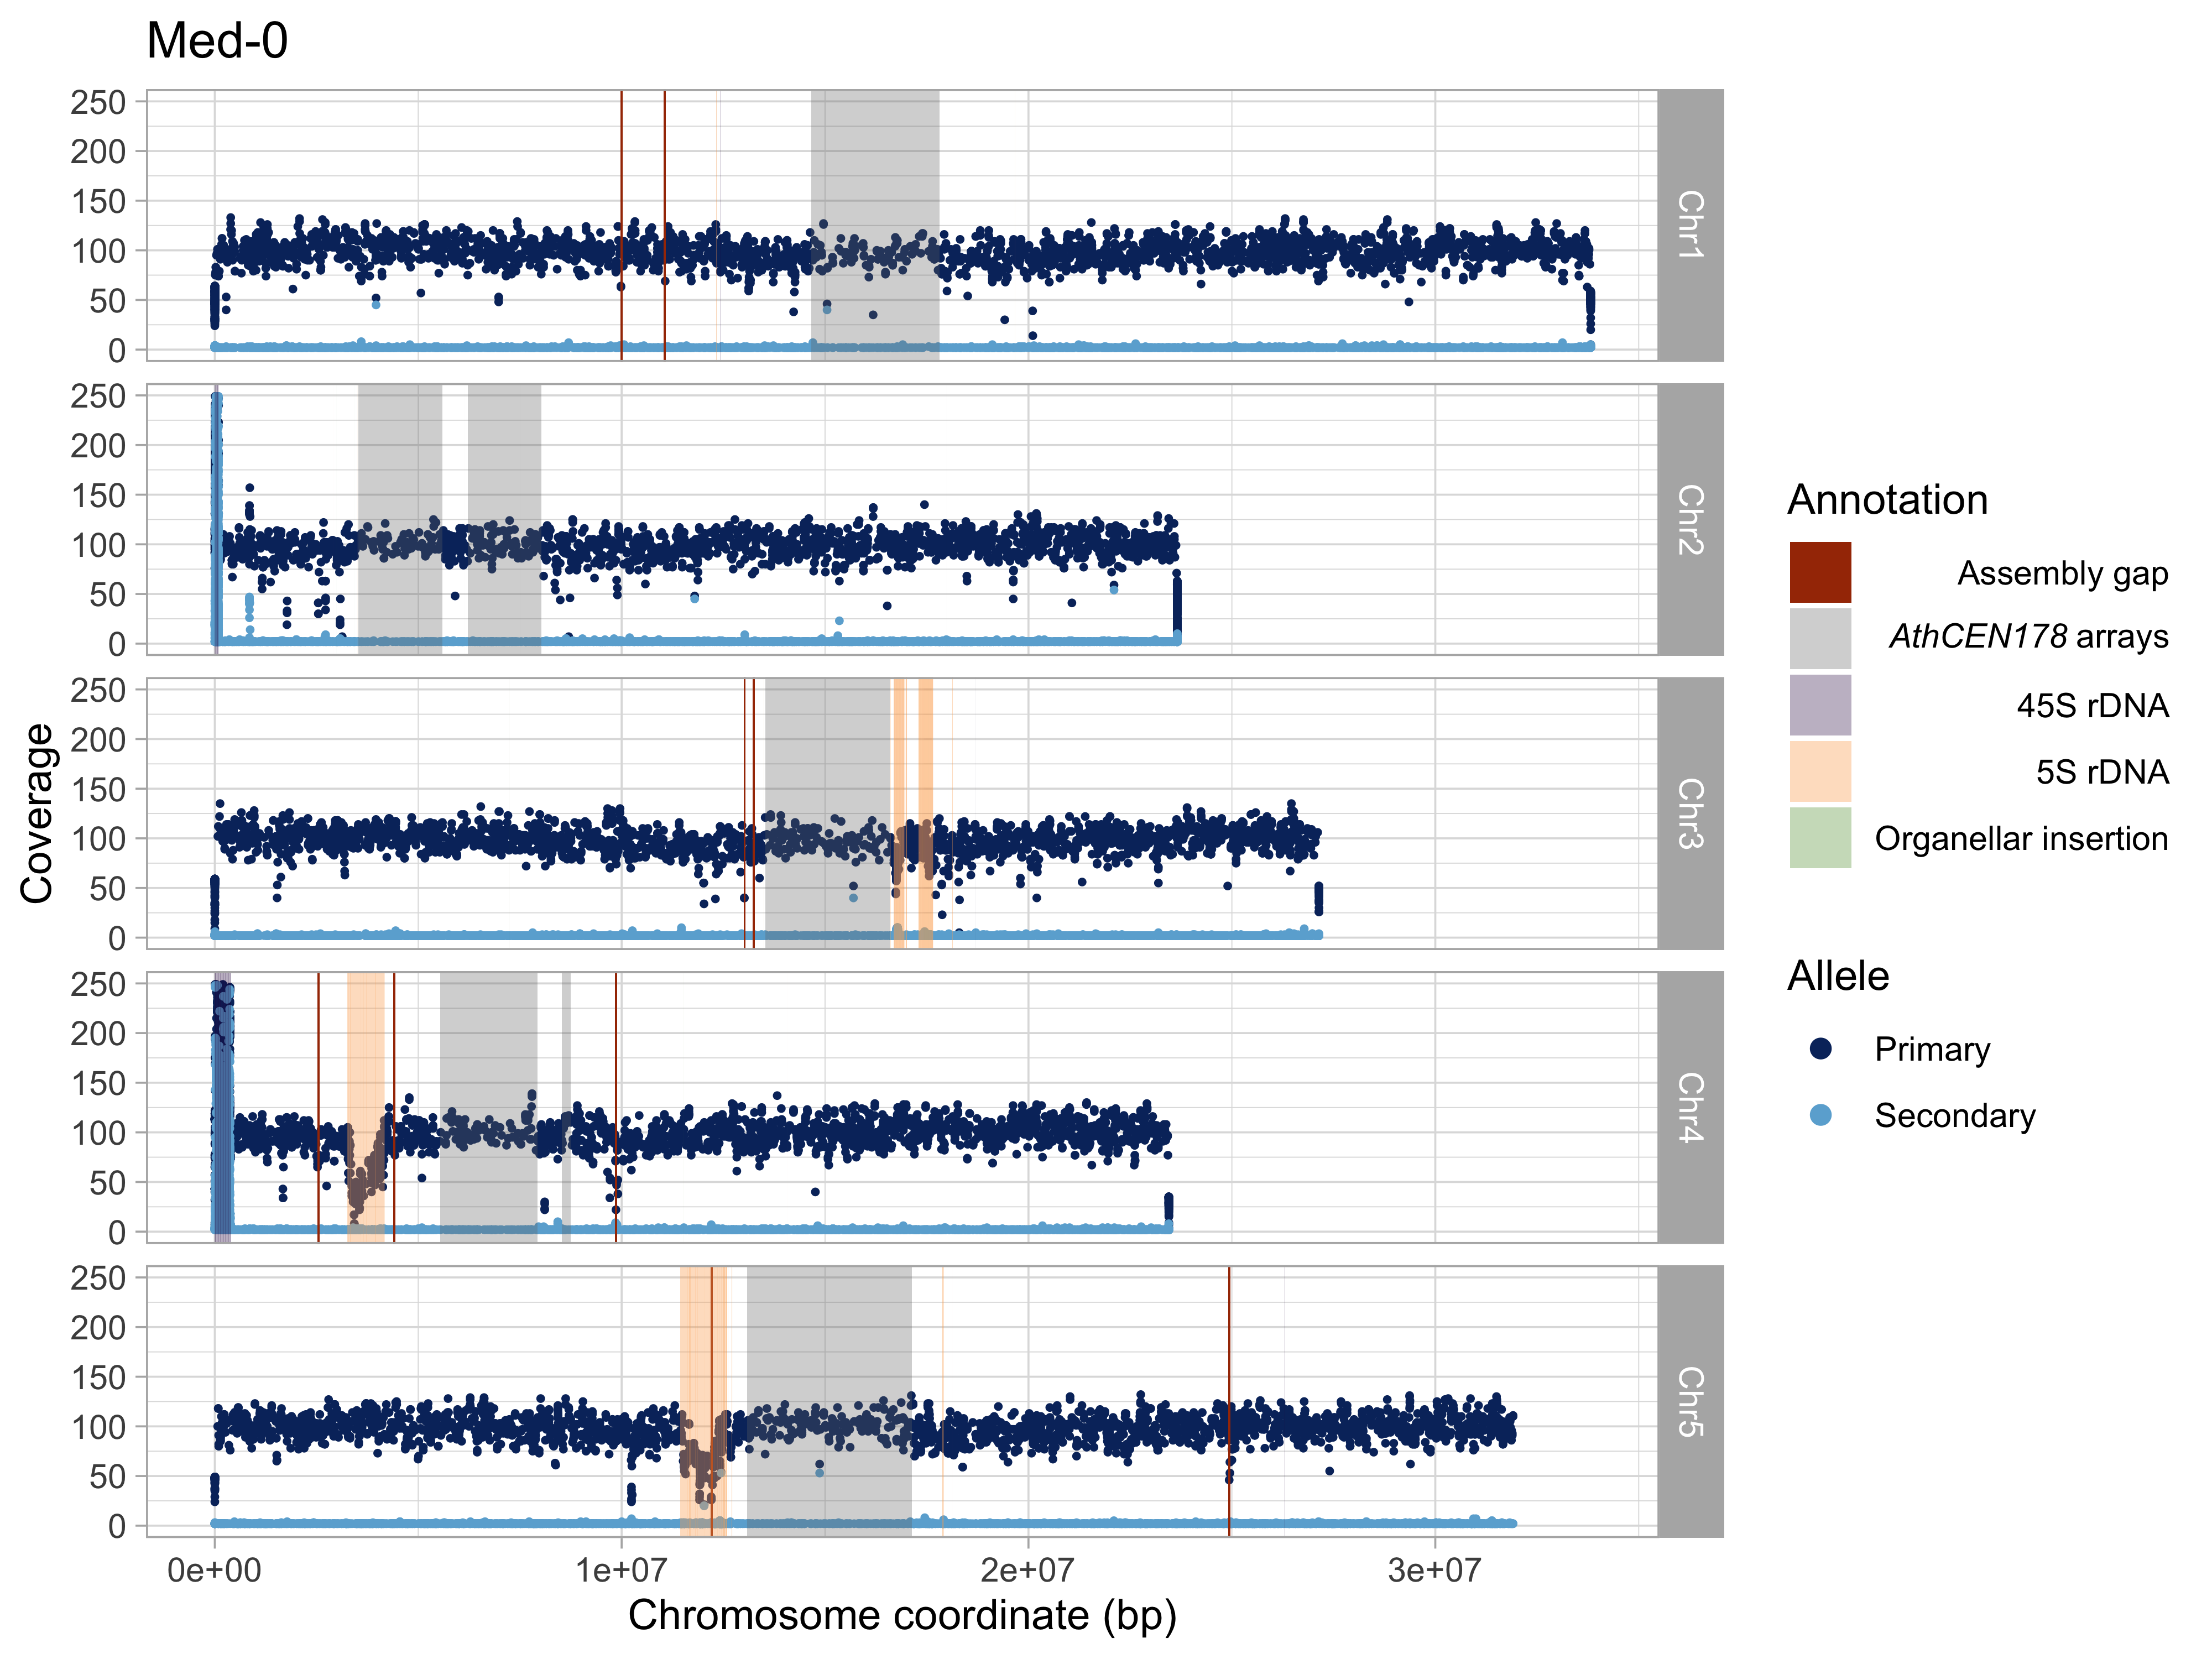 Med-0
Coverage
250
200
150
100
50
0
Chr1
250
200
150
100
50
0
Chr2
250
200
150
100
50
0
Chr3
250
200
150
100
50
0
Chr4
250
200
150
100
50
0
Chr5
0e+00 1e+07 2e+07 3e+07
Chromosome coordinate (bp)
Annotation
Assembly gap
AthCEN178 arrays
45S rDNA
5S rDNA
Organellar insertion
Allele
Primary
Secondary